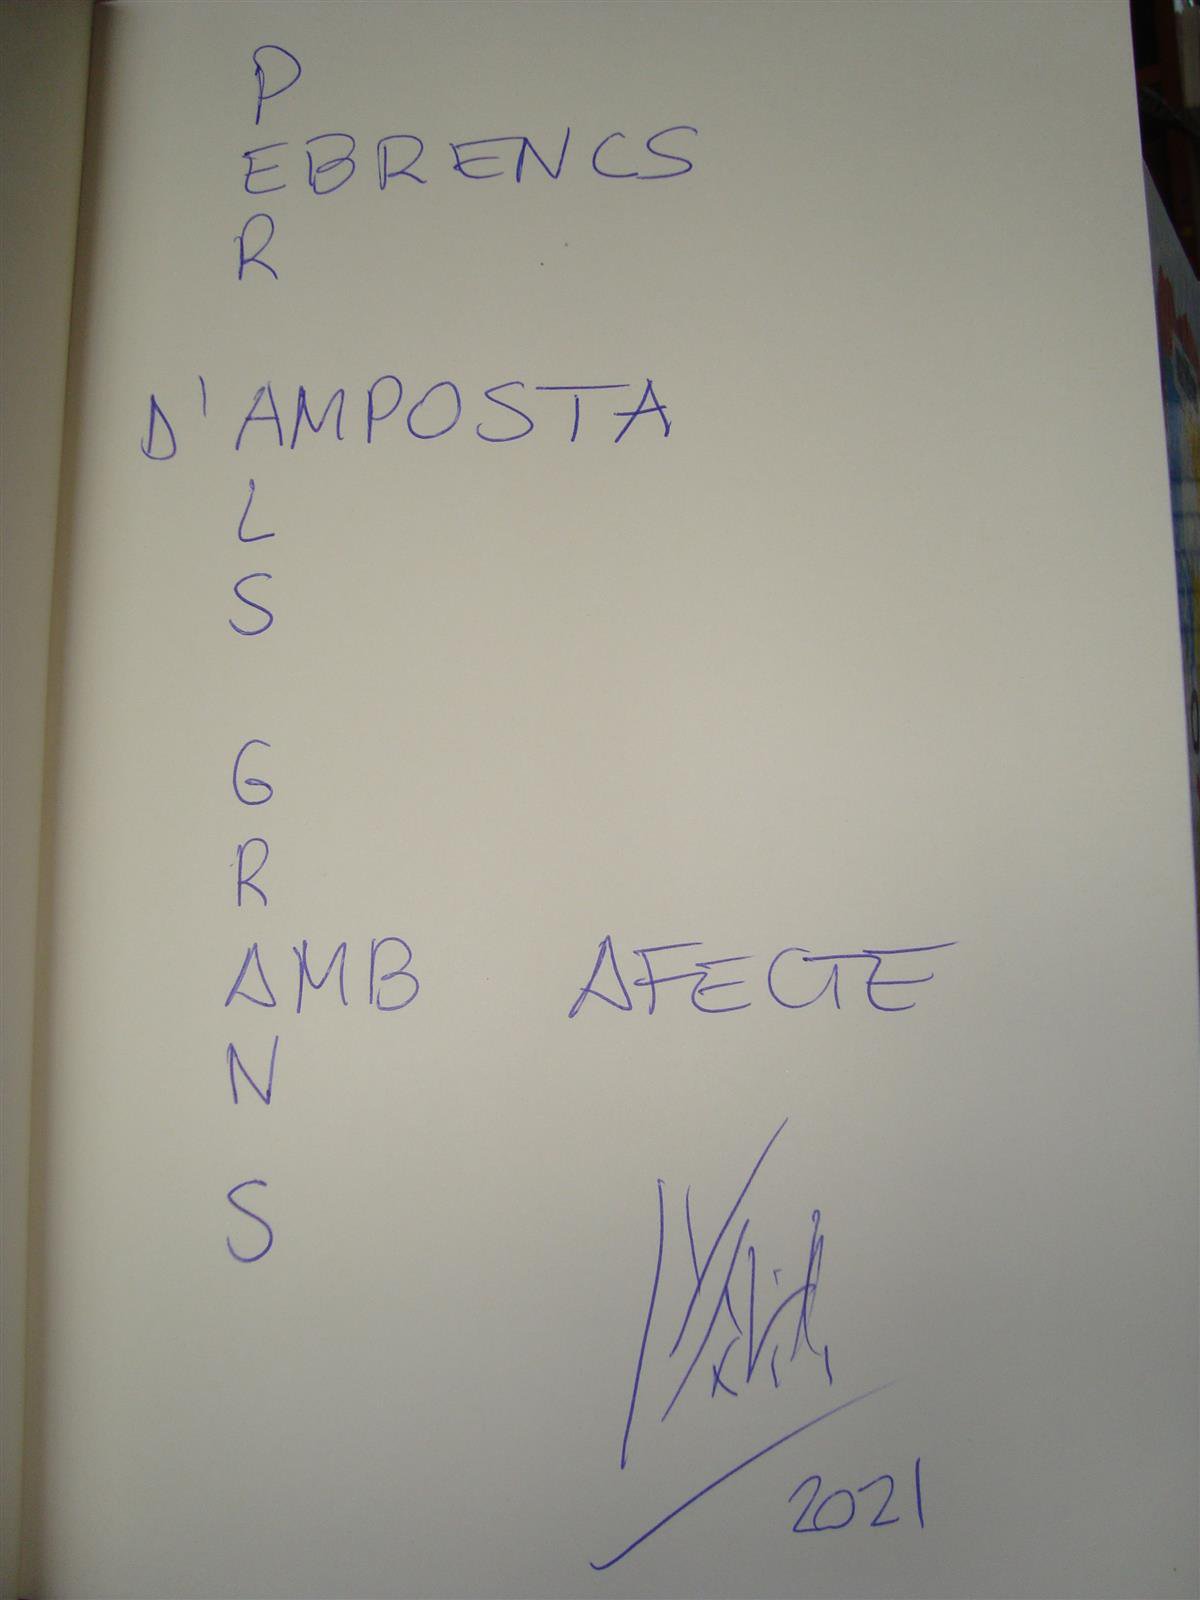 P
EBRENCS
R
D'AMPOSTA
L
S
G
R
AMB AFECTE
N
S
2021